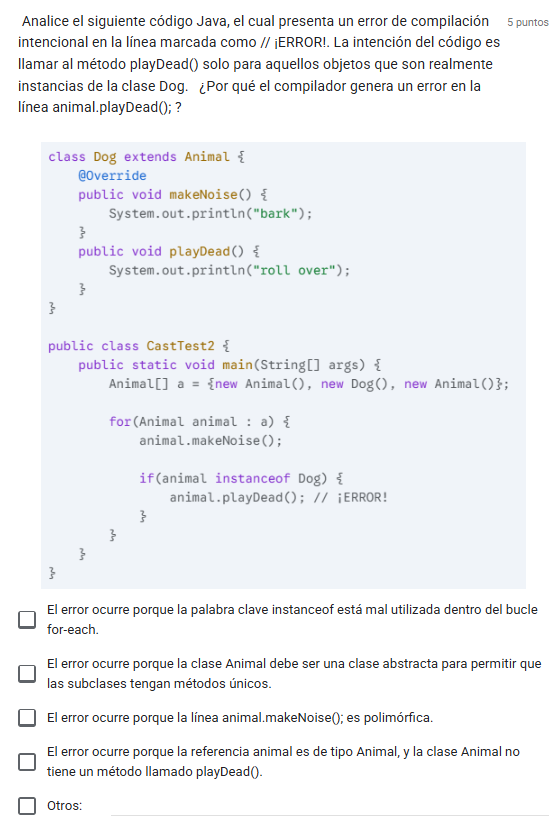 Analice el siguiente código Java, el cual presenta un error de compilación
5 puntos
intencional en la línea marcada como // ¡ERROR!. La intención del código es
llamar al método playDead() solo para aquellos objetos que son realmente
instancias de la clase Dog. ¿Por qué el compilador genera un error en la
línea animal.playDead(); ?
class Dog extends Animal {
@Override
public void makeNoise() {
System.out.println("bark");
}
public void playDead() {
System.out.println("roll over");
}
}
public class CastTest2 {
public static void main(String[] args) {
Animal[] a = {new Animal(), new Dog(), new Animal()};
for(Animal animal : a) {
animal.makeNoise();
if(animal instanceof Dog) {
animal.playDead(); // ¡ERROR!
}
}
}
}
El error ocurre porque la palabra clave instanceof está mal utilizada dentro del bucle
for-each.
El error ocurre porque la clase Animal debe ser una clase abstracta para permitir que
las subclases tengan métodos únicos.
El error ocurre porque la línea animal.makeNoise(); es polimórfica.
El error ocurre porque la referencia animal es de tipo Animal, y la clase Animal no
tiene un método llamado playDead().
Otros: